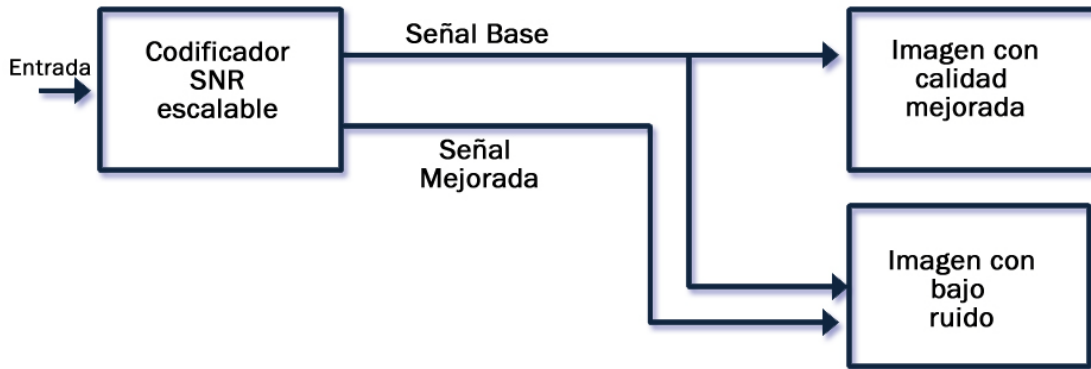 Entrada
Codificador
SNR
escalable
Señal Base
Señal
Mejorada
Imagen con
calidad
mejorada
Imagen con
bajo
ruido